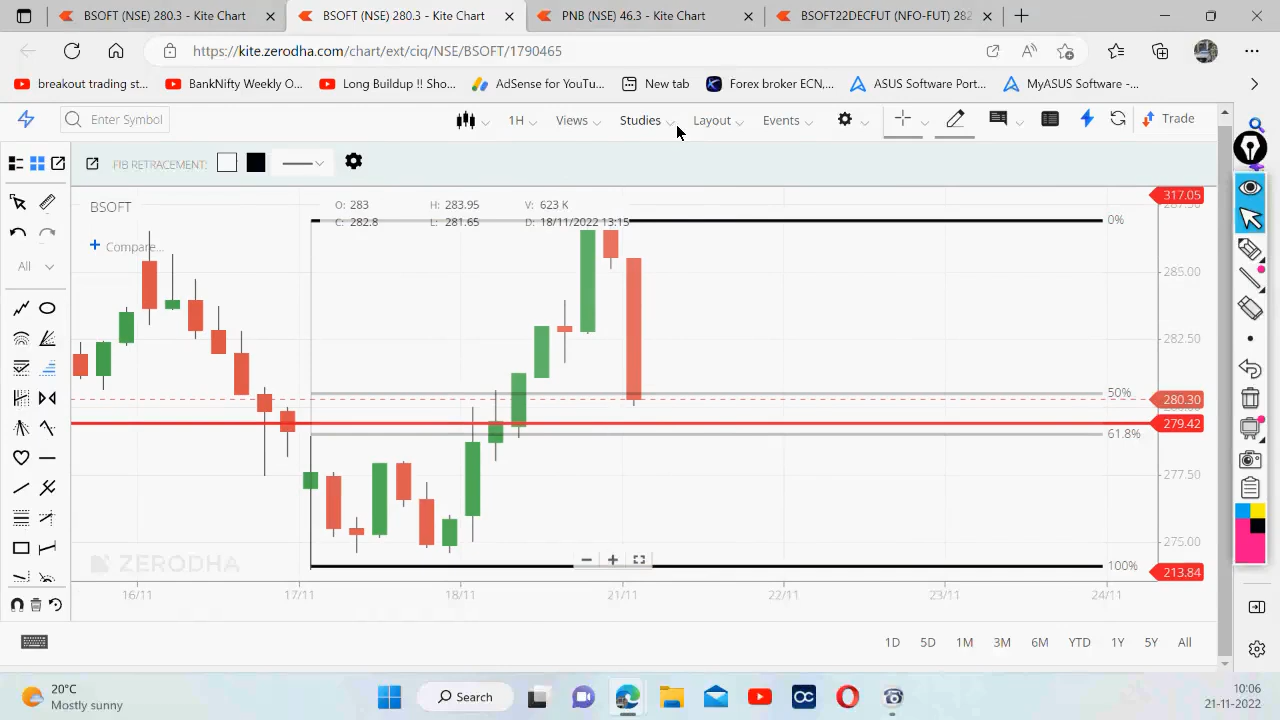 BSOFT (NSE) 280.3 - Kite Chart
BSOFT (NSE) 280.3 - Kite Chart
PNB (NSE) 46.3 - Kite Chart
BSOFT22DECFUT (NFO-FUT) 282
https://kite.zerodha.com/chart/ext/ciq/NSE/BSOFT/1790465
breakout trading st...
BankNifty Weekly O...
Long Buildup !! Sho...
AdSense for YouTu...
New tab
Forex broker ECN,...
ASUS Software Port...
MyASUS Software -...
Enter Symbol
1H
Views
Studies
Layout
Events
Trade
FIB RETRACEMENT:
BSOFT
O: 283
H: 283.95
V: 623 K
C: 282.8
L: 281.65
D: 18/11/2022 13:15
Compare...
All
0%
50%
61.8%
100%
317.05
285.00
282.50
280.30
279.42
277.50
275.00
213.84
ZERODHA
16/11
17/11
18/11
21/11
22/11
23/11
24/11
1D
5D
1M
3M
6M
YTD
1Y
5Y
All
20°C
Mostly sunny
Search
10:06
21-11-2022